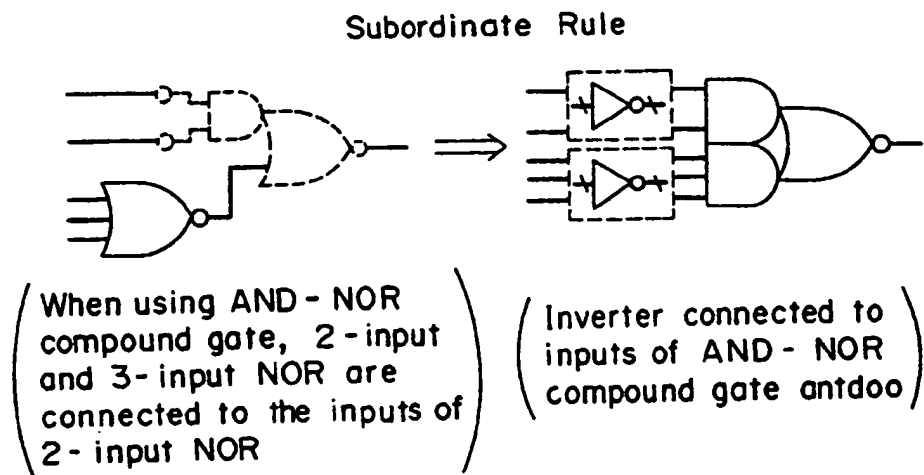 Subordinate Rule
When using AND-NOR
compound gate, 2-input
and 3-input NOR are
connected to the inputs of
2-input NOR
Inverter connected to
inputs of AND-NOR
compound gate antdoo